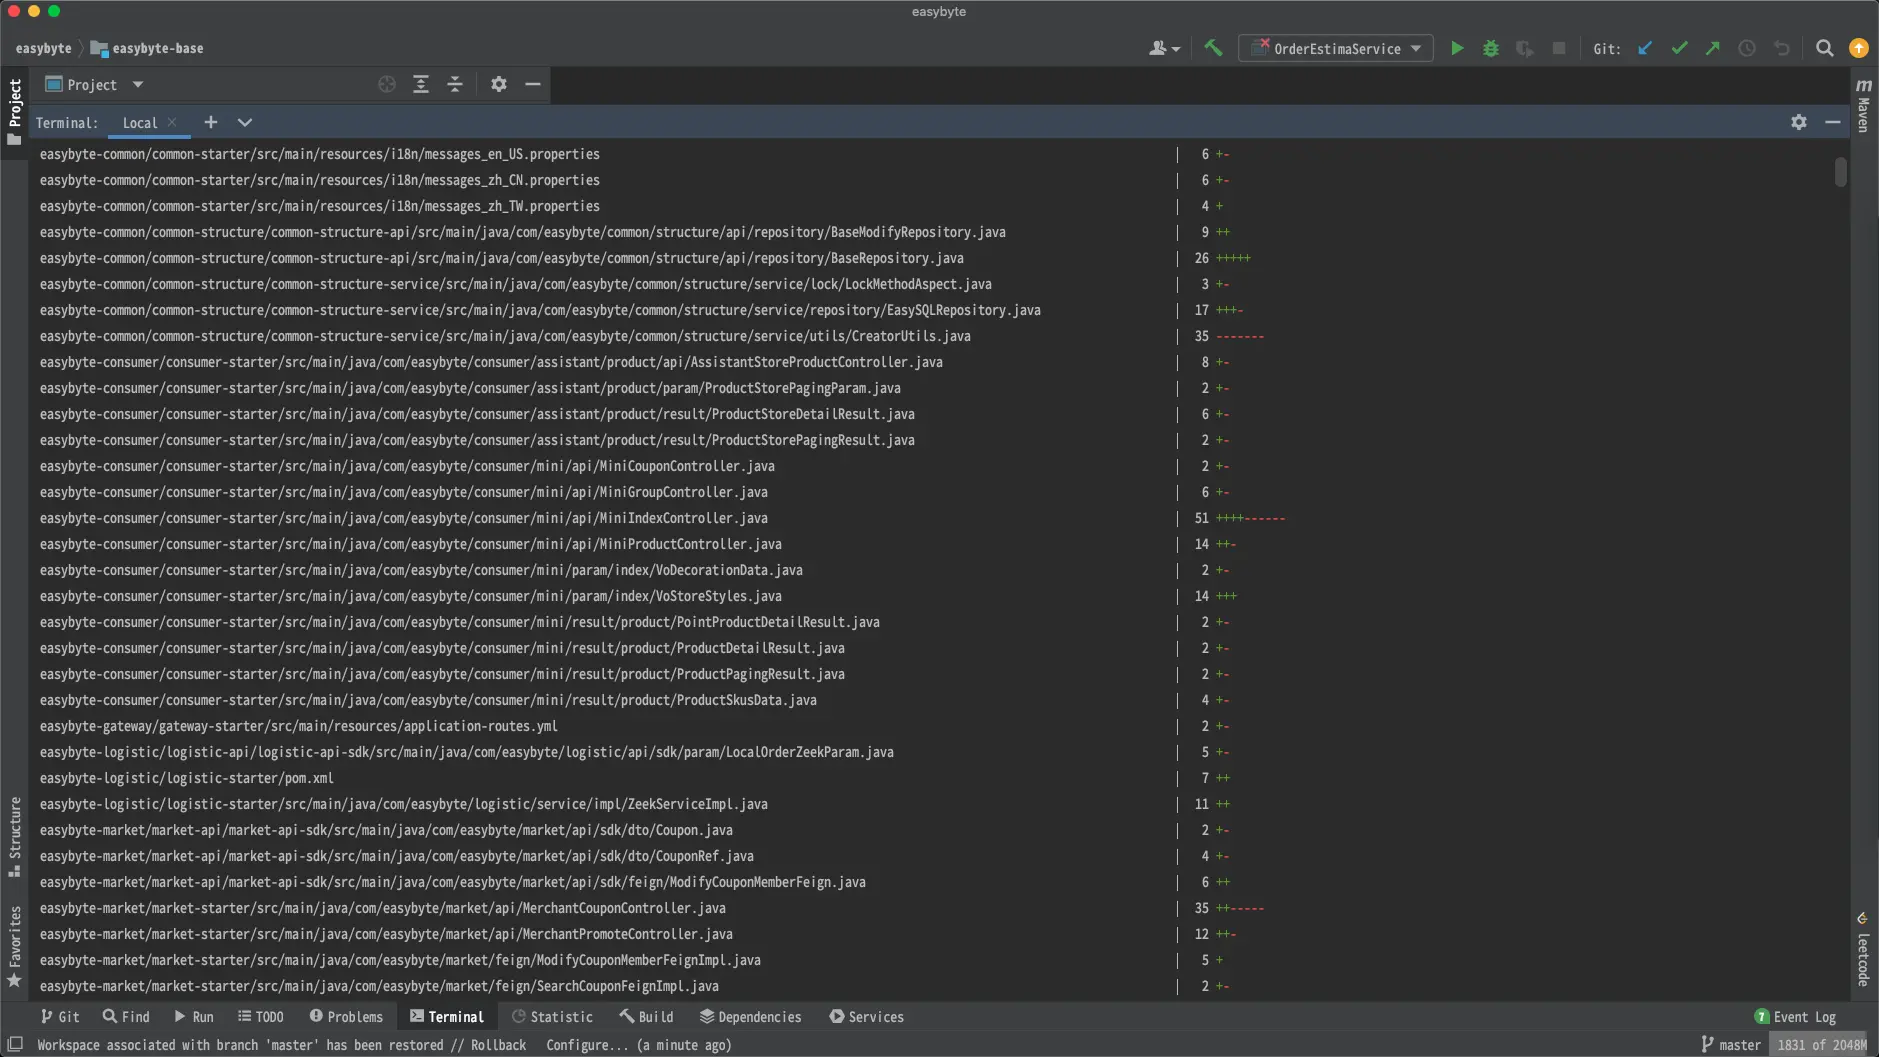 easybyte
easybyte easybyte-base
OrderEstimaService
Git:
Project
Project
Maven
Terminal: Local
easybyte-common/common-starter/src/main/resources/i18n/messages_en_US.properties | 6 +-
easybyte-common/common-starter/src/main/resources/i18n/messages_zh_CN.properties | 6 +-
easybyte-common/common-starter/src/main/resources/i18n/messages_zh_TW.properties | 4 +
easybyte-common/common-structure/common-structure-api/src/main/java/com/easybyte/common/structure/api/repository/BaseModifyRepository.java | 9 ++
easybyte-common/common-structure/common-structure-api/src/main/java/com/easybyte/common/structure/api/repository/BaseRepository.java | 26 +++++
easybyte-common/common-structure/common-structure-service/src/main/java/com/easybyte/common/structure/service/lock/LockMethodAspect.java | 3 +-
easybyte-common/common-structure/common-structure-service/src/main/java/com/easybyte/common/structure/service/repository/EasySQLRepository.java | 17 +++-
easybyte-common/common-structure/common-structure-service/src/main/java/com/easybyte/common/structure/service/utils/CreatorUtils.java | 35 -------
easybyte-consumer/consumer-starter/src/main/java/com/easybyte/consumer/assistant/product/api/AssistantStoreProductController.java | 8 +-
easybyte-consumer/consumer-starter/src/main/java/com/easybyte/consumer/assistant/product/param/ProductStorePagingParam.java | 2 +-
easybyte-consumer/consumer-starter/src/main/java/com/easybyte/consumer/assistant/product/result/ProductStoreDetailResult.java | 6 +-
easybyte-consumer/consumer-starter/src/main/java/com/easybyte/consumer/assistant/product/result/ProductStorePagingResult.java | 2 +-
easybyte-consumer/consumer-starter/src/main/java/com/easybyte/consumer/mini/api/MiniCouponController.java | 2 +-
easybyte-consumer/consumer-starter/src/main/java/com/easybyte/consumer/mini/api/MiniGroupController.java | 6 +-
easybyte-consumer/consumer-starter/src/main/java/com/easybyte/consumer/mini/api/MiniIndexController.java | 51 ++++------
easybyte-consumer/consumer-starter/src/main/java/com/easybyte/consumer/mini/api/MiniProductController.java | 14 ++-
easybyte-consumer/consumer-starter/src/main/java/com/easybyte/consumer/mini/param/index/VoDecorationData.java | 2 +-
easybyte-consumer/consumer-starter/src/main/java/com/easybyte/consumer/mini/param/index/VoStoreStyles.java | 14 +++
easybyte-consumer/consumer-starter/src/main/java/com/easybyte/consumer/mini/result/product/PointProductDetailResult.java | 2 +-
easybyte-consumer/consumer-starter/src/main/java/com/easybyte/consumer/mini/result/product/ProductDetailResult.java | 2 +-
easybyte-consumer/consumer-starter/src/main/java/com/easybyte/consumer/mini/result/product/ProductPagingResult.java | 2 +-
easybyte-consumer/consumer-starter/src/main/java/com/easybyte/consumer/mini/result/product/ProductSkusData.java | 4 +-
easybyte-gateway/gateway-starter/src/main/resources/application-routes.yml | 2 +-
easybyte-logistic/logistic-api/logistic-api-sdk/src/main/java/com/easybyte/logistic/api/sdk/param/LocalOrderZeekParam.java | 5 +-
easybyte-logistic/logistic-starter/pom.xml | 7 ++
easybyte-logistic/logistic-starter/src/main/java/com/easybyte/logistic/service/impl/ZeekServiceImpl.java | 11 ++
easybyte-market/market-api/market-api-sdk/src/main/java/com/easybyte/market/api/sdk/dto/Coupon.java | 2 +-
easybyte-market/market-api/market-api-sdk/src/main/java/com/easybyte/market/api/sdk/dto/CouponRef.java | 4 +-
easybyte-market/market-api/market-api-sdk/src/main/java/com/easybyte/market/api/sdk/feign/ModifyCouponMemberFeign.java | 6 ++
easybyte-market/market-starter/src/main/java/com/easybyte/market/api/MerchantCouponController.java | 35 ++-----
easybyte-market/market-starter/src/main/java/com/easybyte/market/api/MerchantPromoteController.java | 12 ++-
easybyte-market/market-starter/src/main/java/com/easybyte/market/feign/ModifyCouponMemberFeignImpl.java | 5 +
easybyte-market/market-starter/src/main/java/com/easybyte/market/feign/SearchCouponFeignImpl.java | 2 +-
Structure
Favorites
leetcode
Git Find Run TODO Problems Terminal Statistic Build Dependencies Services 7 Event Log
Workspace associated with branch 'master' has been restored // Rollback Configure... (a minute ago) master 1831 of 2048M